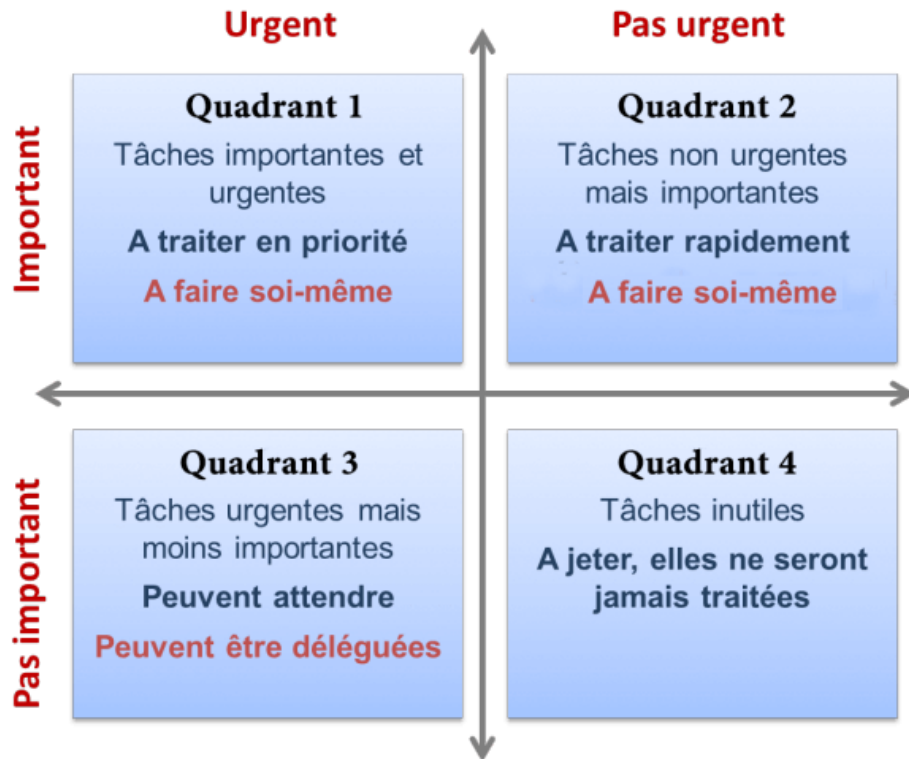 Urgent
Pas urgent
Important
Quadrant 1
Tâches importantes et
urgentes
A traiter en priorité
A faire soi-même
Quadrant 2
Tâches non urgentes
mais importantes
A traiter rapidement
A faire soi-même
Pas important
Quadrant 3
Tâches urgentes mais
moins importantes
Peuvent attendre
Peuvent être déléguées
Quadrant 4
Tâches inutiles
A jeter, elles ne seront
jamais traitées